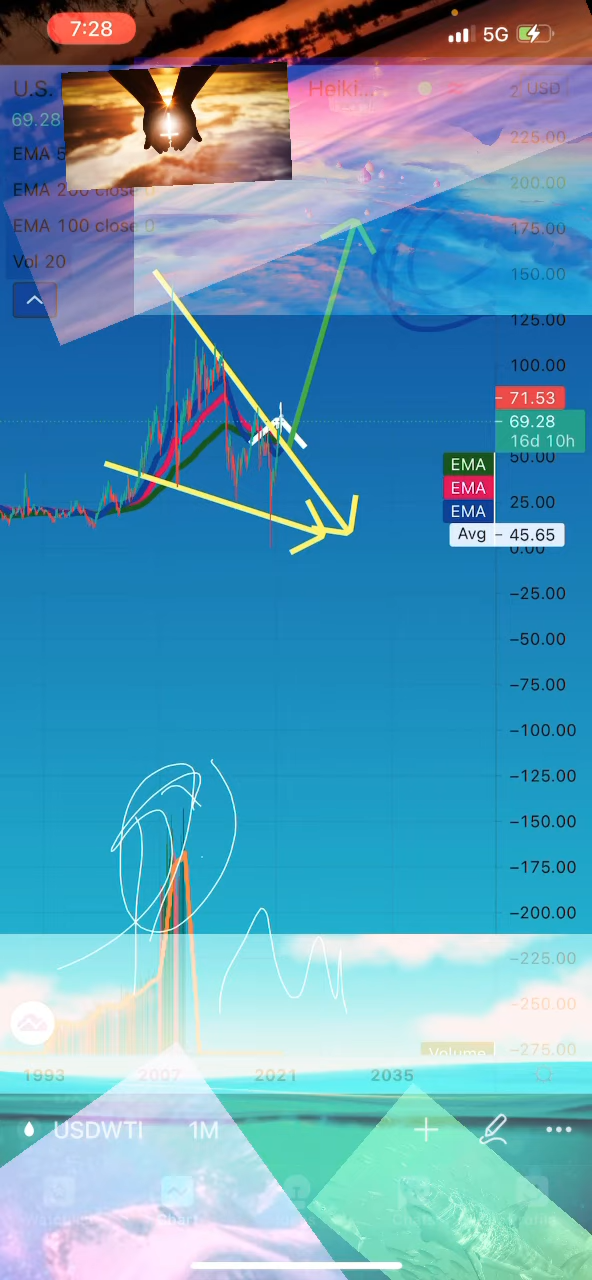 7:28
5G
U.S.
Heiki...
USD
69.28
EMA 5
EMA 200 close 0
EMA 100 close 0
Vol 20
225.00
200.00
175.00
150.00
125.00
100.00
71.53
69.28
16d 10h
50.00
EMA
EMA
25.00
EMA
Avg
45.65
0.00
−25.00
−50.00
−75.00
−100.00
−125.00
−150.00
−175.00
−200.00
−225.00
−250.00
−275.00
Volume
1993
2007
2021
2035
USDWTI
1M
Chart